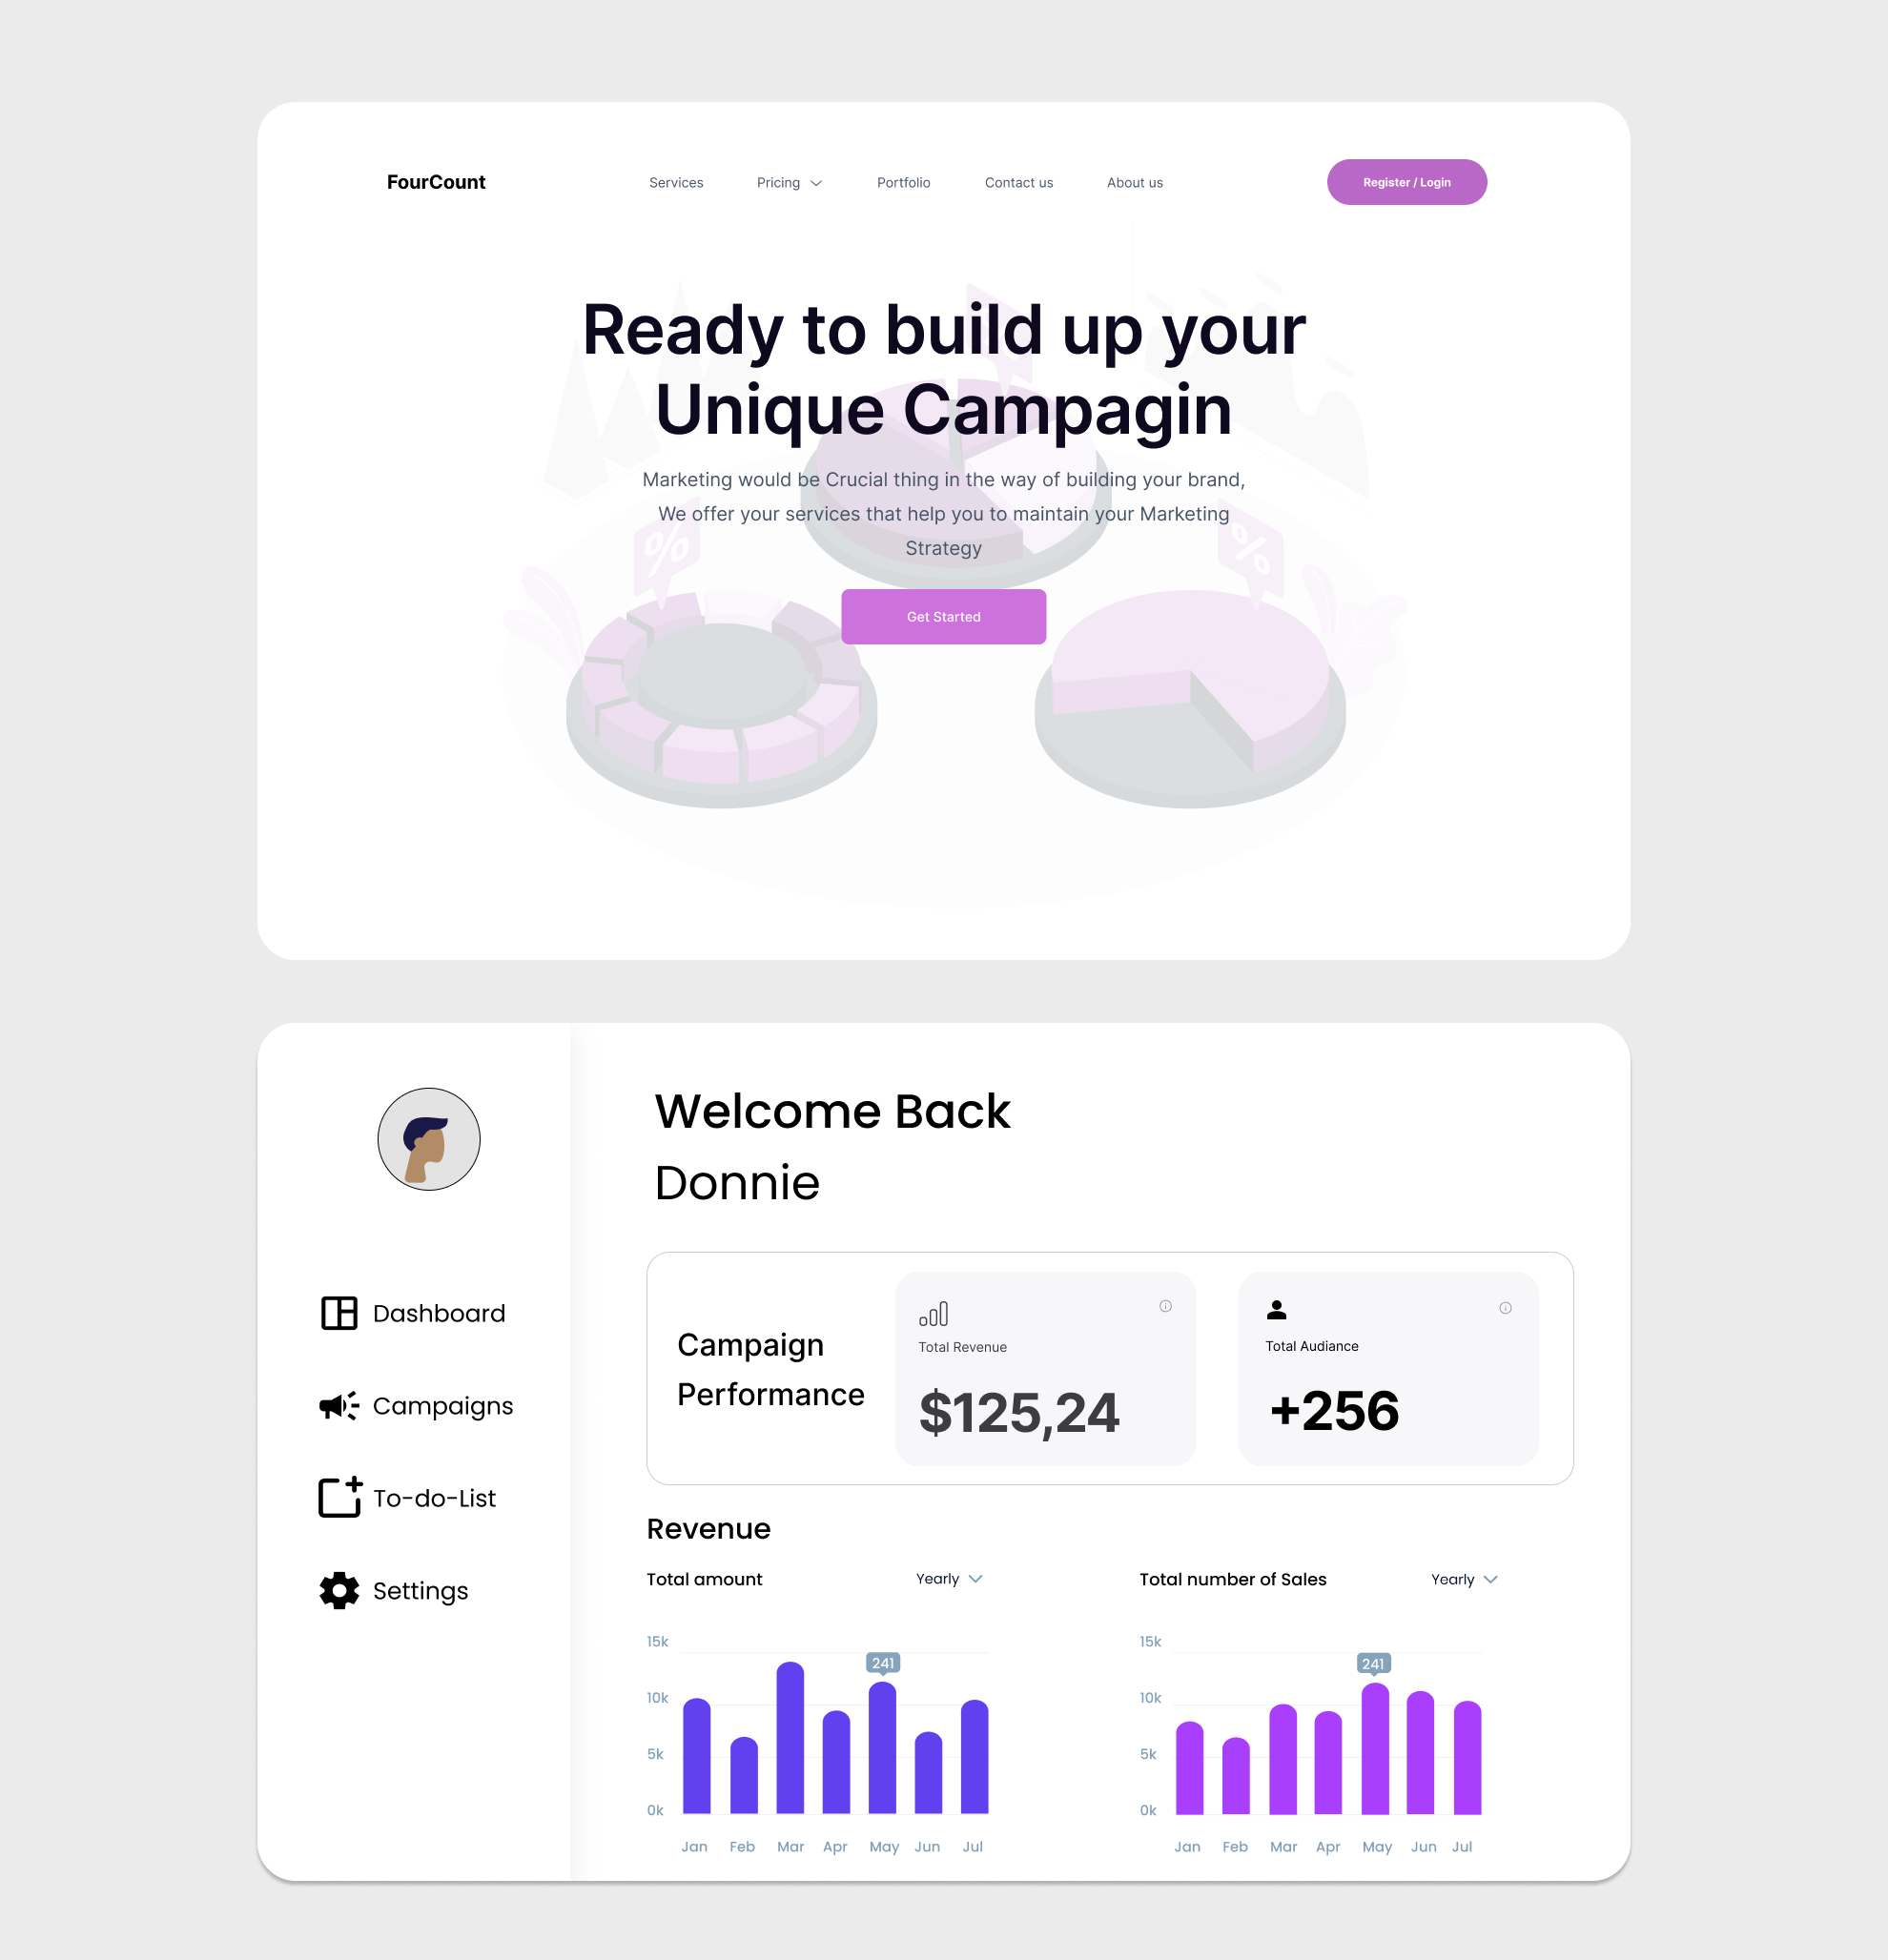 FourCount
Services
Pricing
Portfolio
Contact us
About us
Register / Login
Ready to build up your
Unique Campagin
Marketing would be Crucial thing in the way of building your brand,
We offer your services that help you to maintain your Marketing
Strategy
%
%
Get Started
Welcome Back
Donnie
Dashboard
Campaigns
To-do-List
Settings
Campaign
Performance
Total Revenue
$125,24
Total Audiance
+256
Revenue
Total amount
Yearly
15k
10k
5k
0k
241
Jan Feb Mar Apr May Jun Jul
Total number of Sales
Yearly
15k
10k
5k
0k
241
Jan Feb Mar Apr May Jun Jul